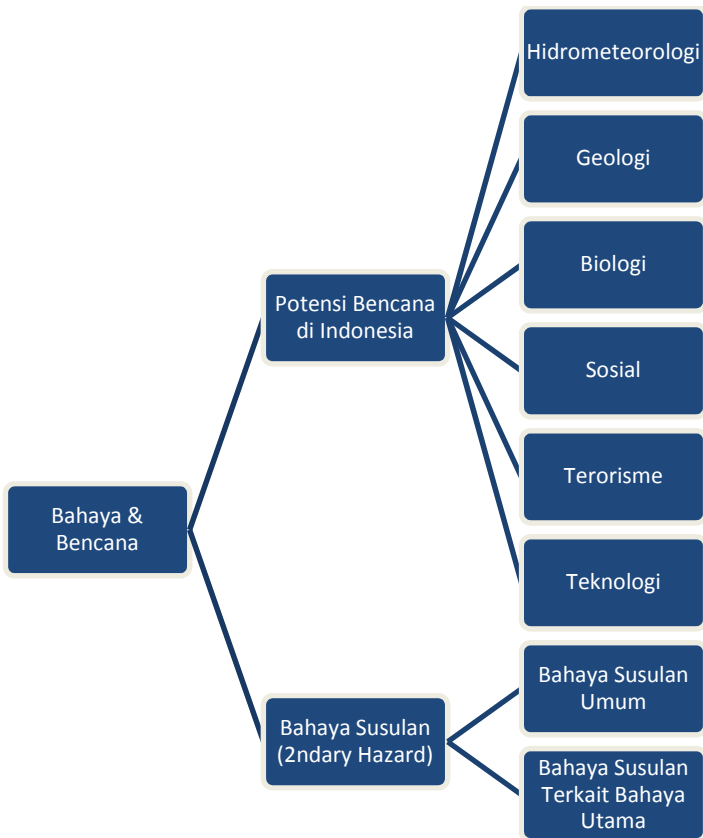 Hidrometeorologi
Geologi
Biologi
Potensi Bencana
di Indonesia
Sosial
Terorisme
Bahaya &
Bencana
Teknologi
Bahaya Susulan
Umum
Bahaya Susulan
(2ndary Hazard)
Bahaya Susulan
Terkait Bahaya
Utama